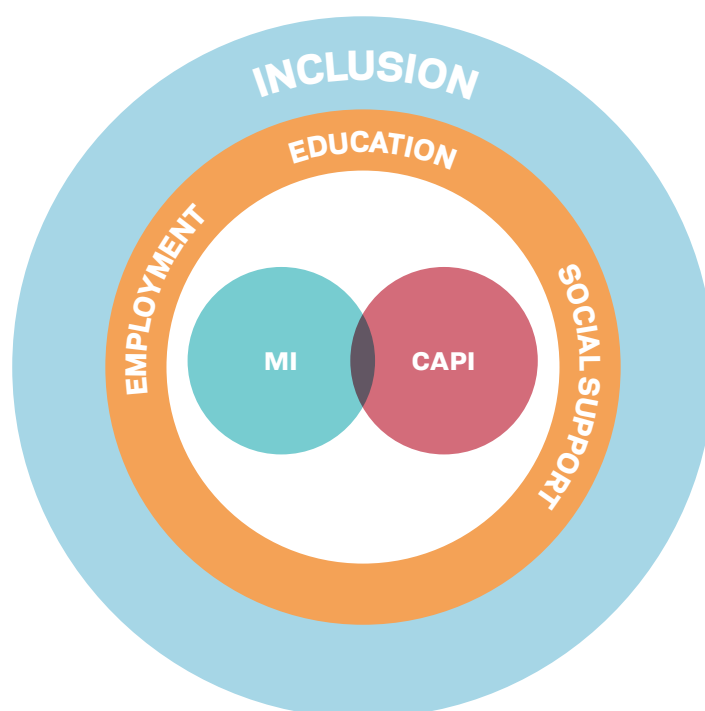 INCLUSION
EDUCATION
EMPLOYMENT
SOCIAL SUPPORT
MI
CAPI